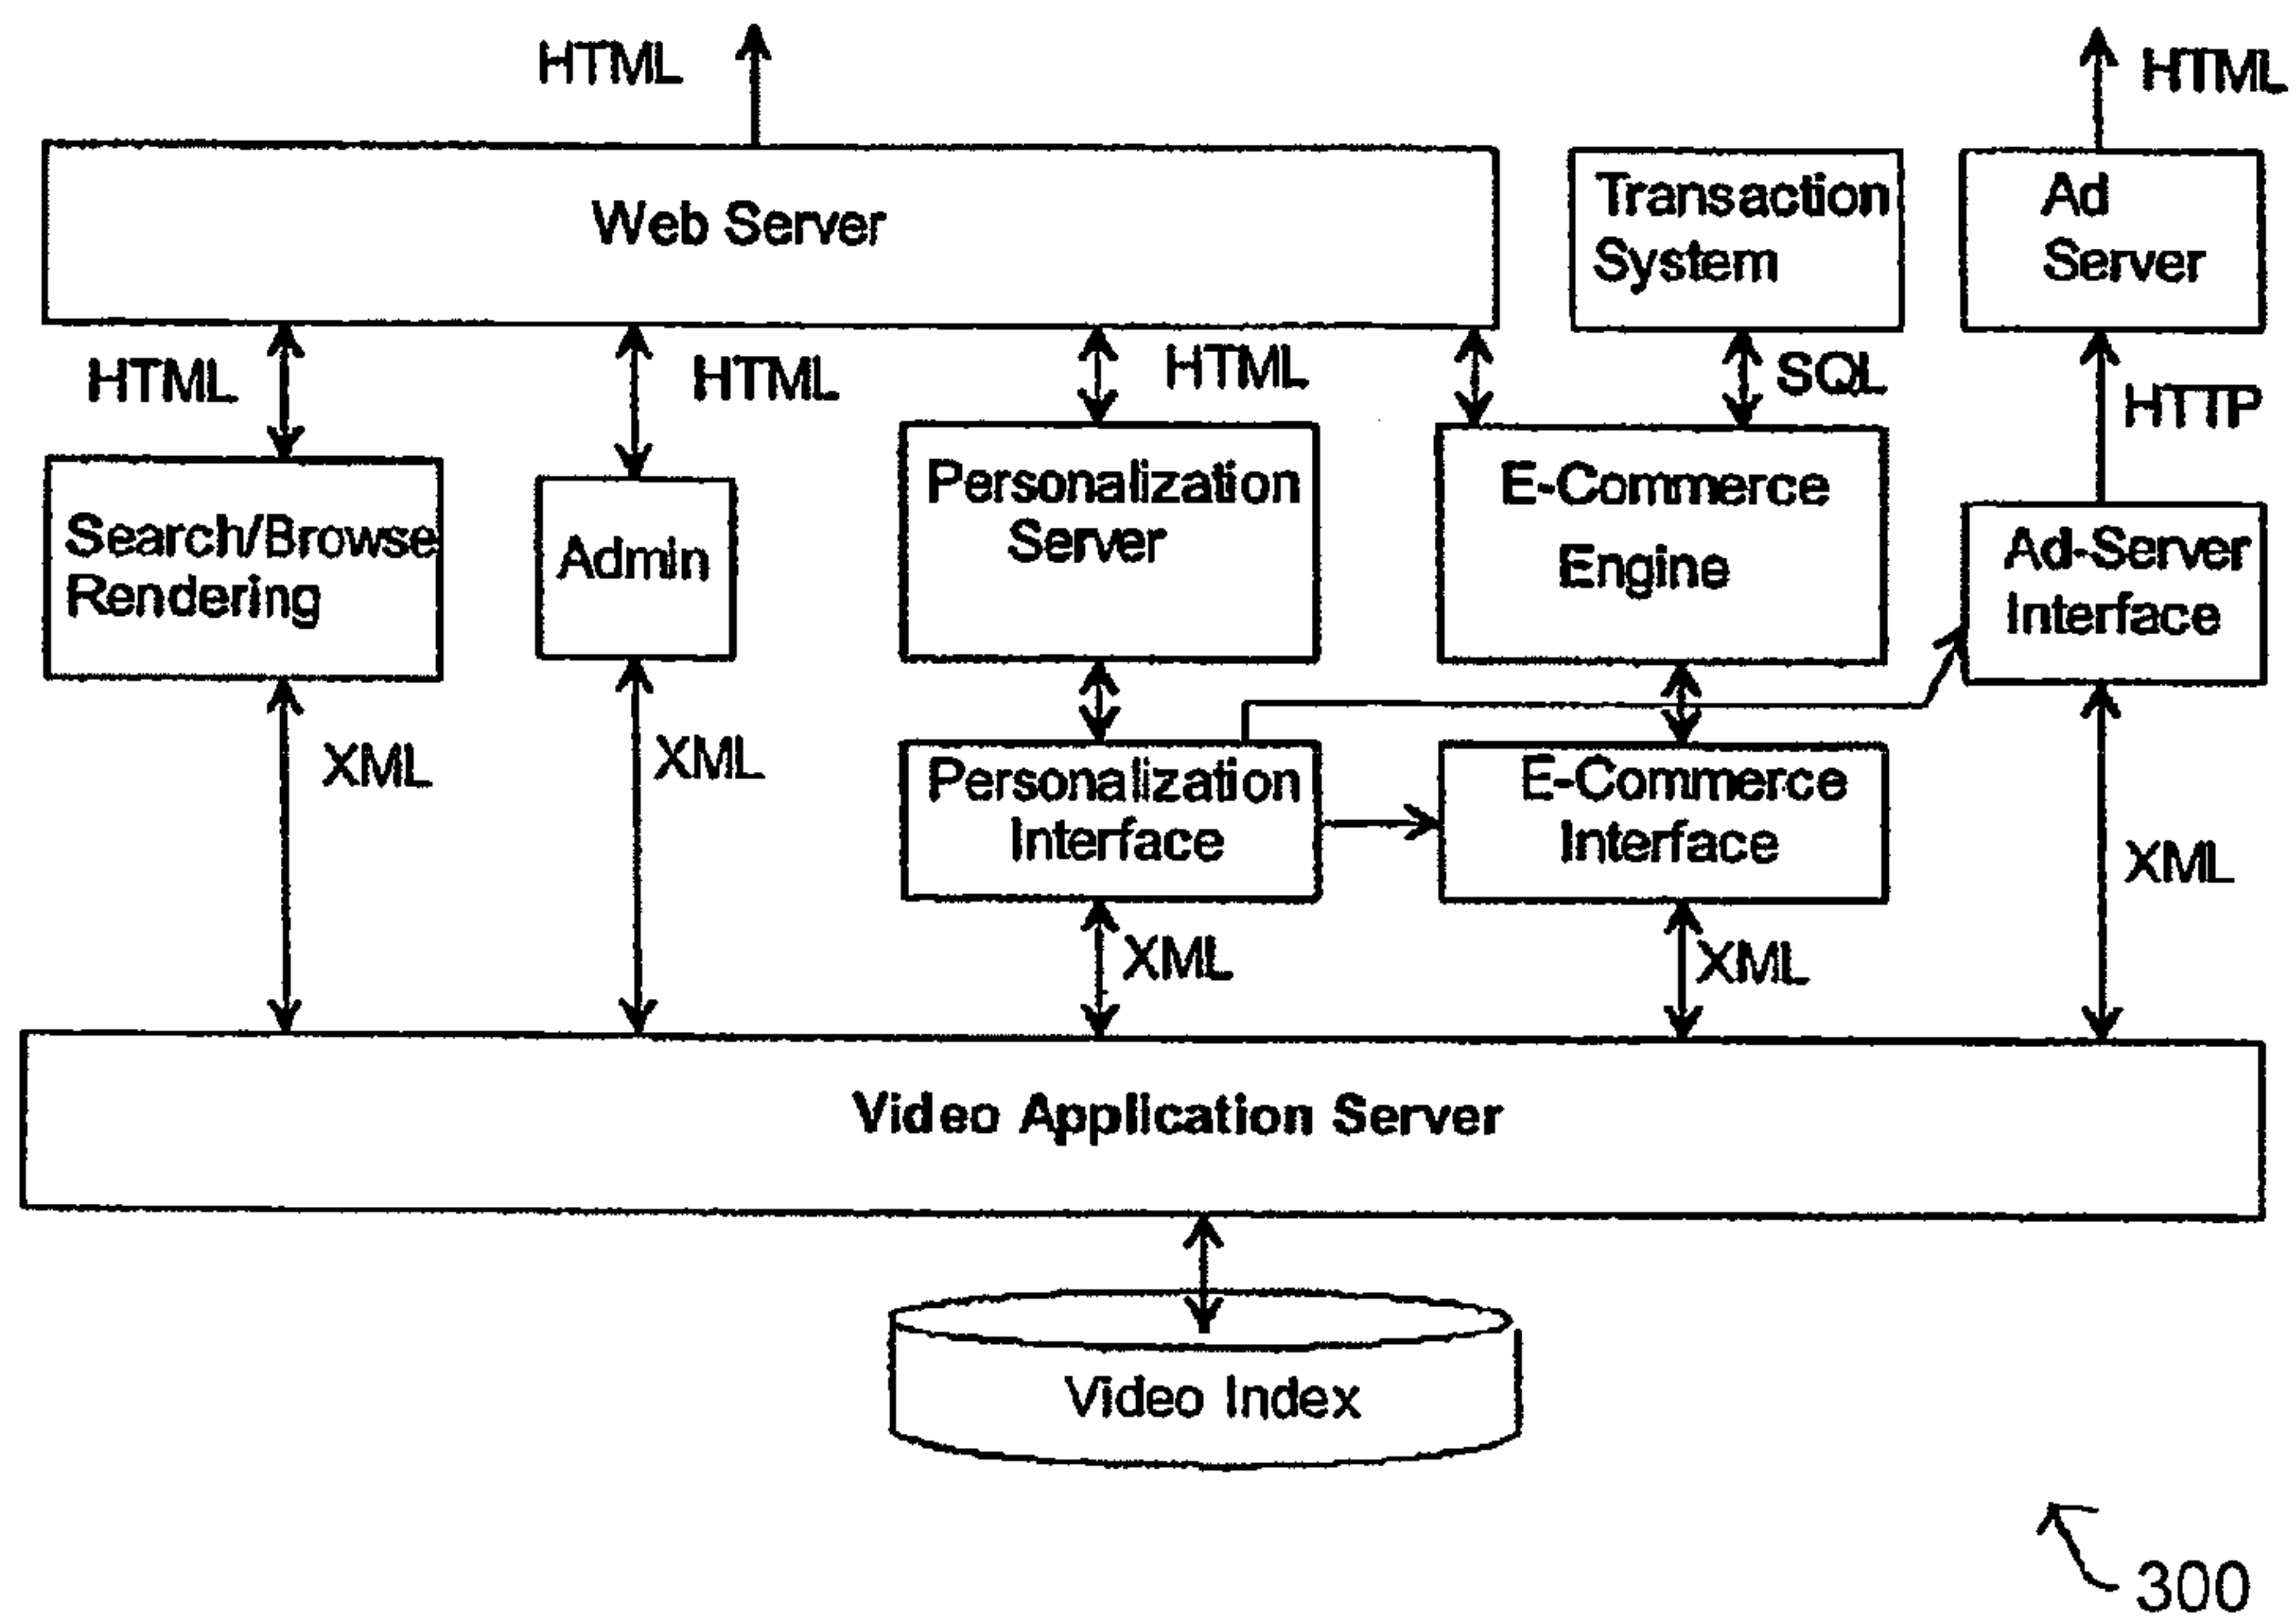 HTML
HTML
Web Server
Transaction
System
Ad
Server
HTML
HTML
HTML
SQL
HTTP
Search/Browse
Rendering
Admin
Personalization
Server
E-Commerce
Engine
Ad-Server
Interface
XML
XML
Personalization
Interface
E-Commerce
Interface
XML
XML
XML
Video Application Server
Video Index
300